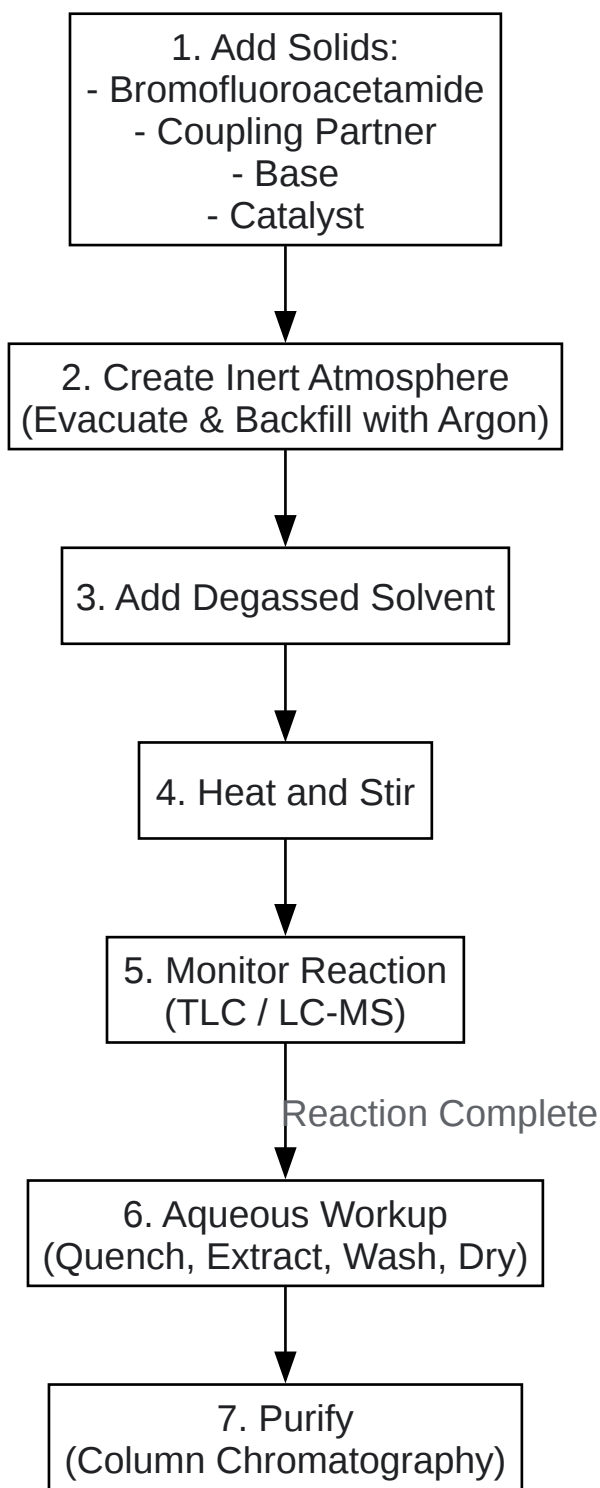 1. Add Solids:
- Bromofluoroacetamide
- Coupling Partner
- Base
- Catalyst
2. Create Inert Atmosphere
(Evacuate & Backfill with Argon)
3. Add Degassed Solvent
4. Heat and Stir
5. Monitor Reaction
(TLC / LC-MS)
Reaction Complete
6. Aqueous Workup
(Quench, Extract, Wash, Dry)
7. Purify
(Column Chromatography)